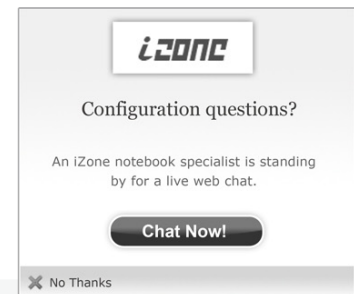 iZONE
Configuration questions?
An iZone notebook specialist is standing
by for a live web chat.
Chat Now!
No Thanks